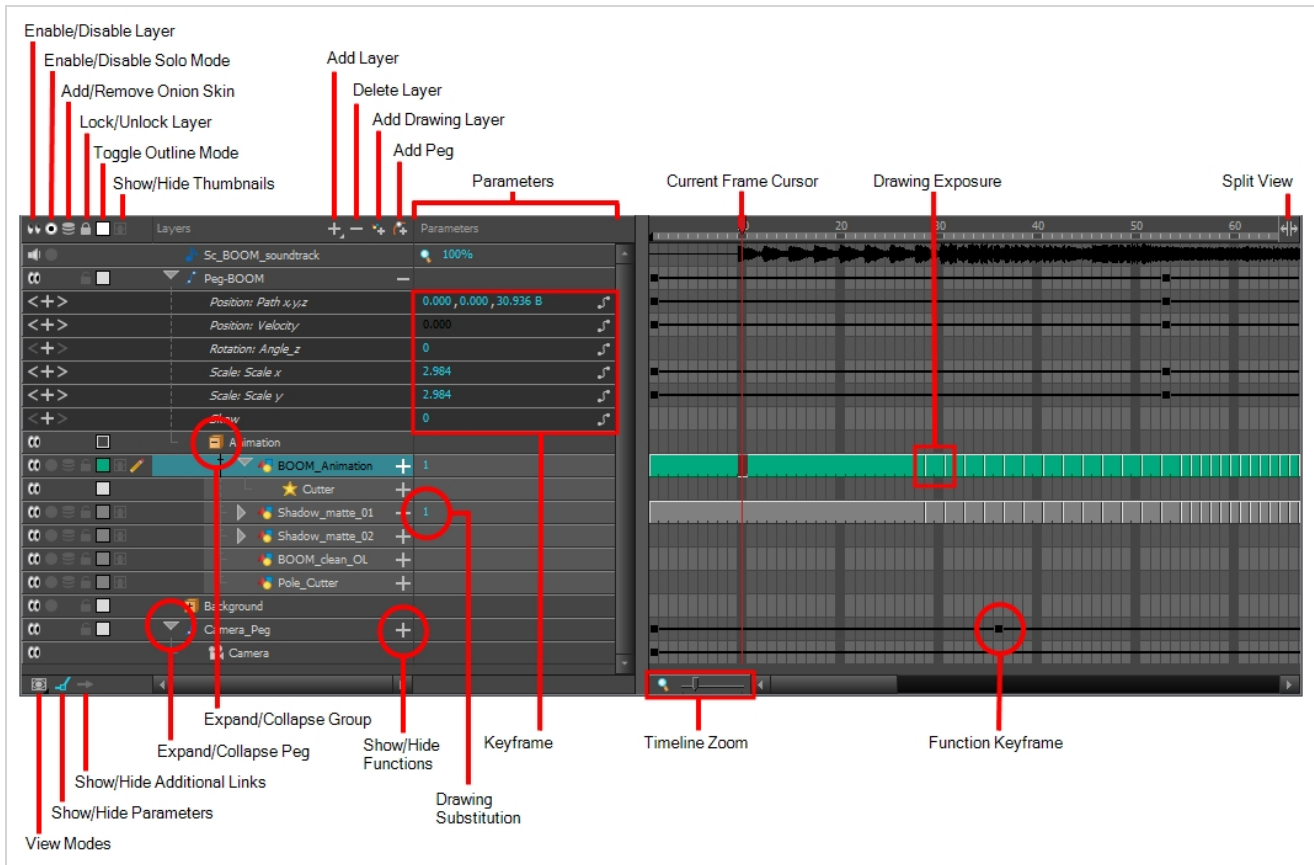 Enable/Disable Layer
Enable/Disable Solo Mode
Add Layer
Add/Remove Onion Skin
Delete Layer
Lock/Unlock Layer
Add Drawing Layer
Toggle Outline Mode
Add Peg
Show/Hide Thumbnails
Parameters
Current Frame Cursor
Drawing Exposure
Split View
Layers
Parameters
20
30
40
50
60
Sc_BOOM_soundtrack
100%
Peg-BOOM
Position: Path x,y,z
0.000 , 0.000 , 30.936 B
Position: Velocity
0.000
Rotation: Angle_z
0
Scale: Scale x
2.984
Scale: Scale y
2.984
Skew
0
Animation
BOOM_Animation
1
Cutter
Shadow_matte_01
1
Shadow_matte_02
BOOM_clean_OL
Pole_Cutter
Background
Camera_Peg
Camera
Expand/Collapse Group
Expand/Collapse Peg
Show/Hide
Functions
Keyframe
Timeline Zoom
Function Keyframe
Show/Hide Additional Links
Drawing
Substitution
Show/Hide Parameters
View Modes